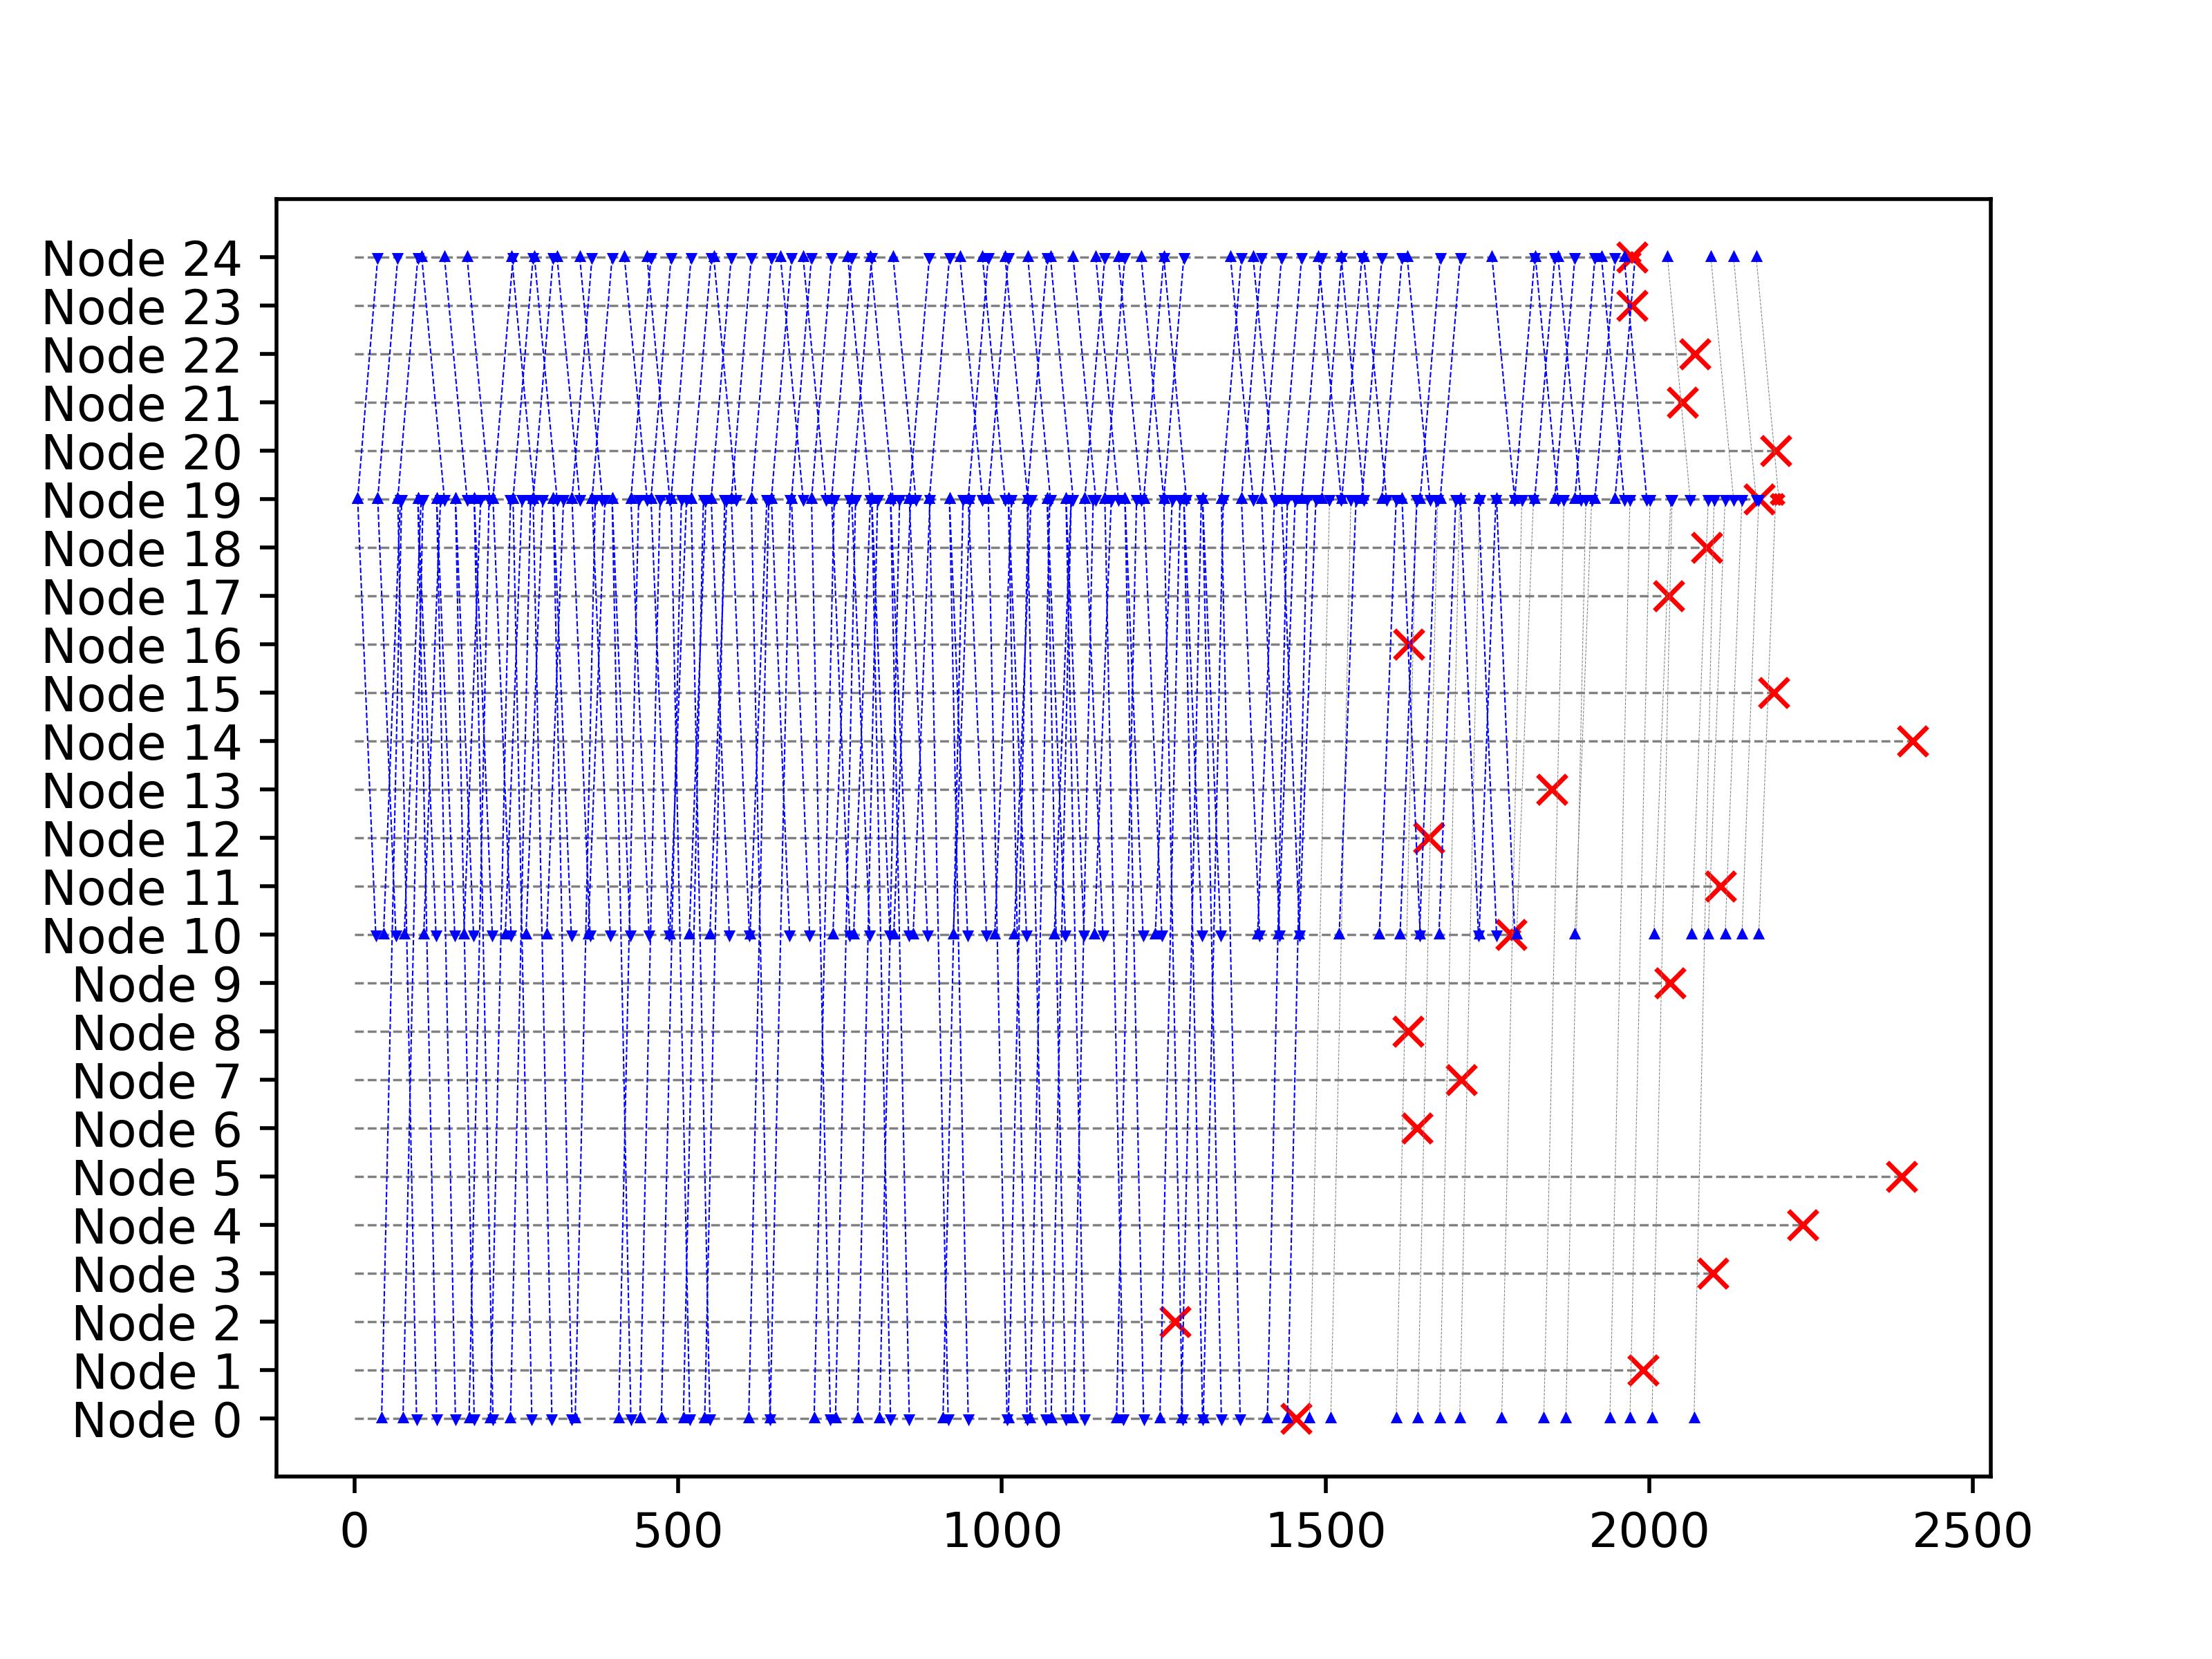 Node 24
Node 23
Node 22
Node 21
Node 20
Node 19
Node 18
Node 17
Node 16
Node 15
Node 14
Node 13
Node 12
Node 11
Node 10
Node 9
Node 8
Node 7
Node 6
Node 5
Node 4
Node 3
Node 2
Node 1
Node 0
0 500 1000 1500 2000 2500